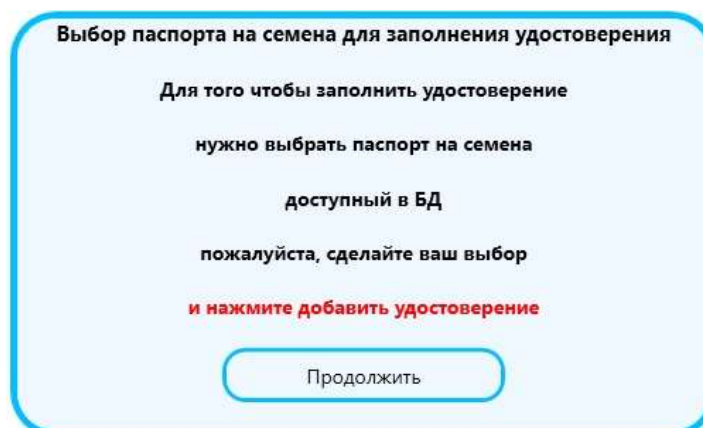 Выбор паспорта на семена для заполнения удостоверения
Для того чтобы заполнить удостоверение
нужно выбрать паспорт на семена
доступный в БД
пожалуйста, сделайте ваш выбор
и нажмите добавить удостоверение
Продолжить